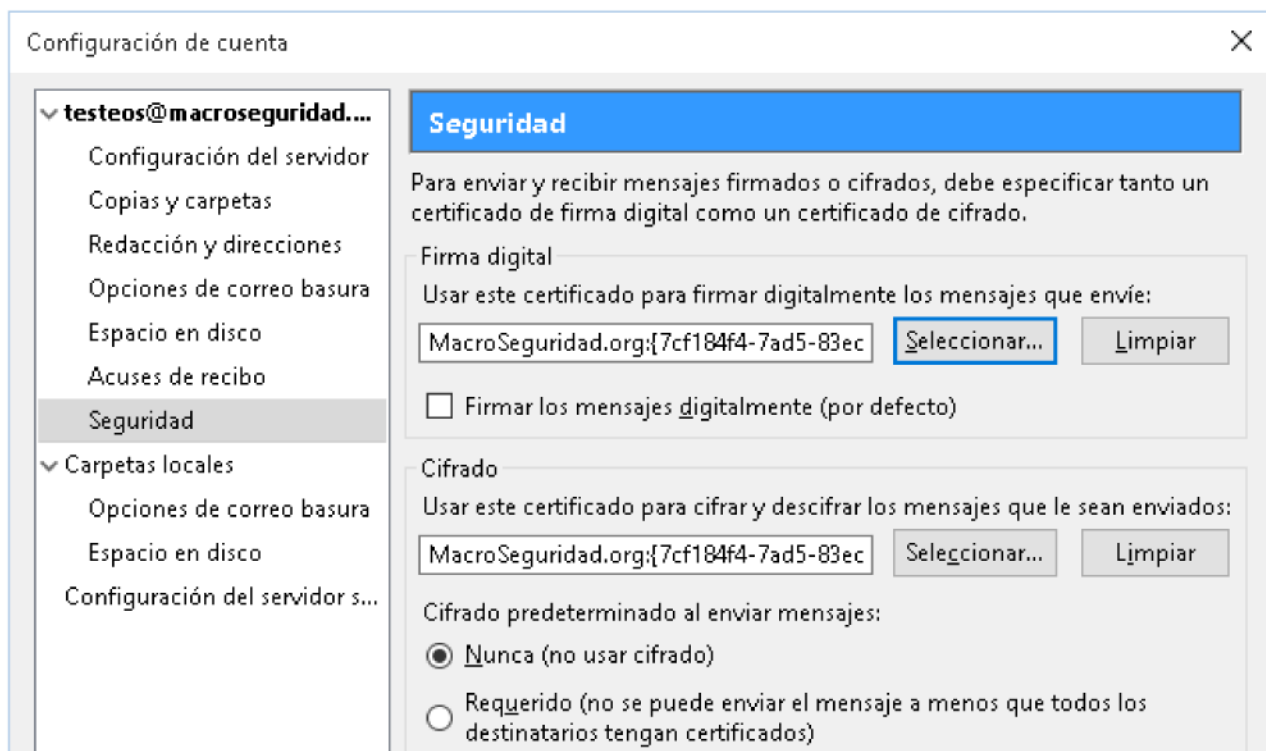 Configuración de cuenta
testeos@macroseguridad....
Configuración del servidor
Copias y carpetas
Redacción y direcciones
Opciones de correo basura
Espacio en disco
Acuses de recibo
Seguridad
Carpetas locales
Opciones de correo basura
Espacio en disco
Configuración del servidor s...
Seguridad
Para enviar y recibir mensajes firmados o cifrados, debe especificar tanto un
certificado de firma digital como un certificado de cifrado.
Firma digital
Usar este certificado para firmar digitalmente los mensajes que envíe:
MacroSeguridad.org:{7cf184f4-7ad5-83ec Seleccionar... Limpiar
Firmar los mensajes digitalmente (por defecto)
Cifrado
Usar este certificado para cifrar y descifrar los mensajes que le sean enviados:
MacroSeguridad.org:{7cf184f4-7ad5-83ec Seleccionar... Limpiar
Cifrado predeterminado al enviar mensajes:
Nunca (no usar cifrado)
Requerido (no se puede enviar el mensaje a menos que todos los
destinatarios tengan certificados)